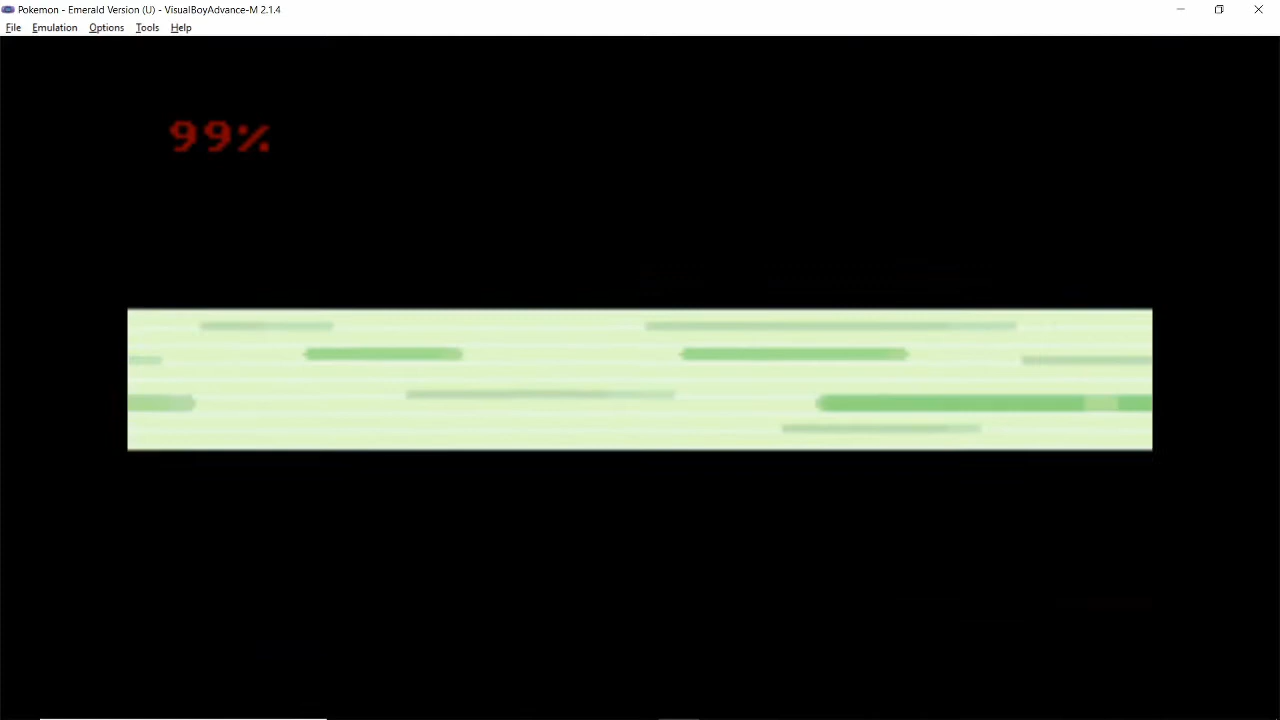 Pokemon - Emerald Version (U) - VisualBoyAdvance-M 2.1.4
File Emulation Options Tools Help
99%